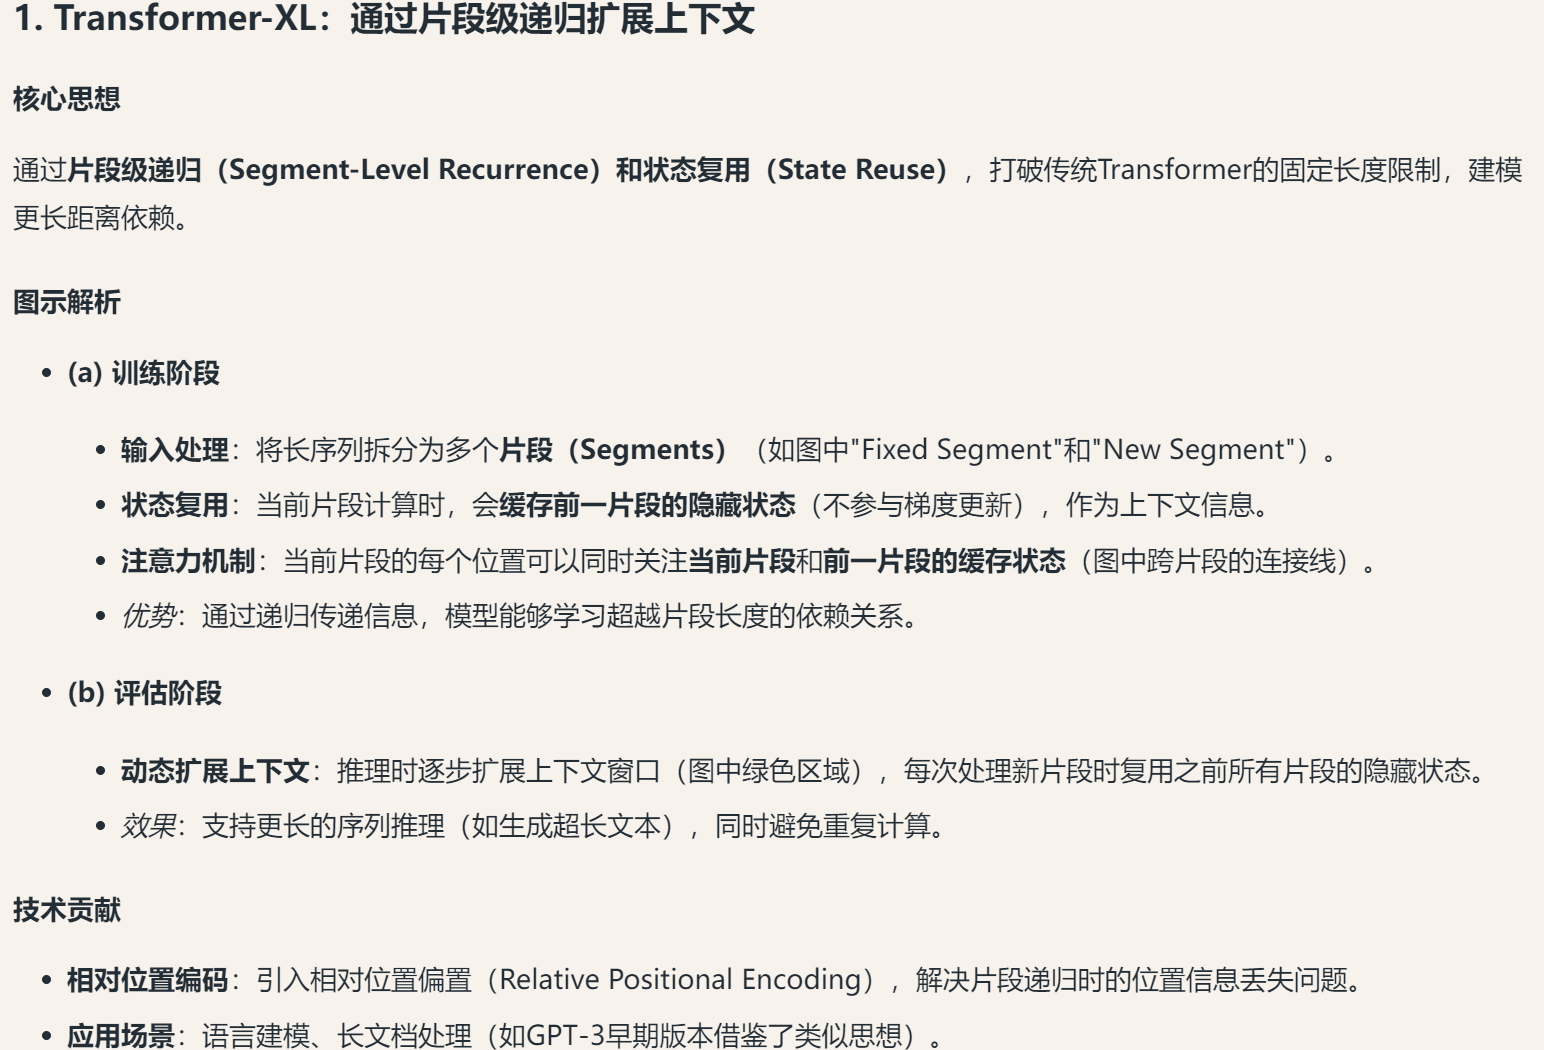 1. Transformer-XL：通过片段级递归扩展上下文
核心思想
通过片段级递归（Segment-Level Recurrence）和状态复用（State Reuse），打破传统Transformer的固定长度限制，建模
更长距离依赖。
图示解析
• (a) 训练阶段
• 输入处理：将长序列拆分为多个片段（Segments）（如图中"Fixed Segment"和"New Segment"）。
• 状态复用：当前片段计算时，会缓存前一片段的隐藏状态（不参与梯度更新），作为上下文信息。
• 注意力机制：当前片段的每个位置可以同时关注当前片段和前一片段的缓存状态（图中跨片段的连接线）。
• 优势：通过递归传递信息，模型能够学习超越片段长度的依赖关系。
• (b) 评估阶段
• 动态扩展上下文：推理时逐步扩展上下文窗口（图中绿色区域），每次处理新片段时复用之前所有片段的隐藏状态。
• 效果：支持更长的序列推理（如生成超长文本），同时避免重复计算。
技术贡献
• 相对位置编码：引入相对位置偏置（Relative Positional Encoding），解决片段递归时的位置信息丢失问题。
• 应用场景：语言建模、长文档处理（如GPT-3早期版本借鉴了类似思想）。